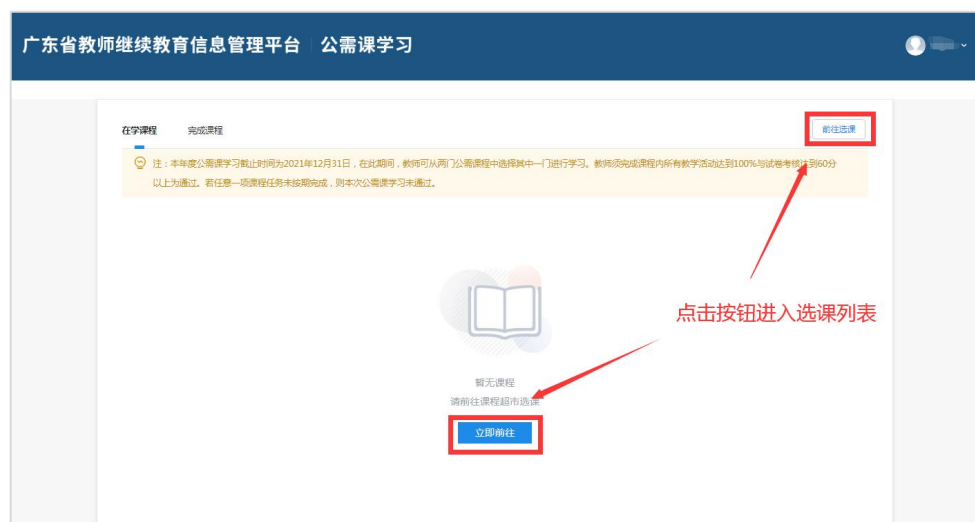 广东省教师继续教育信息管理平台 公需课学习
在学课程 完成课程 前往选课
注：本年度公需课学习截止时间为2021年12月31日，在此期间，教师可从两门公需课程中选择其中一门进行学习。教师须完成课程内所有教学活动达到100%与试卷考核达到60分
以上为通过。若任意一项课程任务未按期完成，则本次公需课学习未通过。
点击按钮进入选课列表
暂无课程
请前往课程超市选课
立即前往